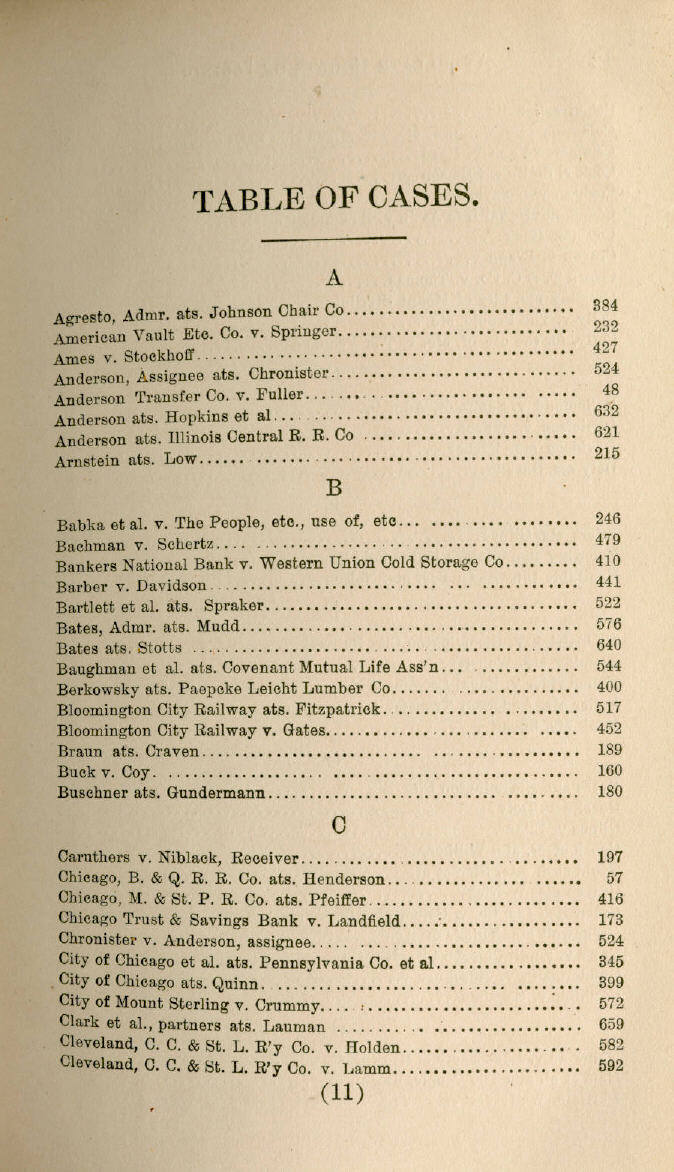 TABLE OF CASES.
A
Agresto, Admr. ats. Johnson Chair Co........................... 384
American Vault Etc. Co. v. Springer........................... 232
Ames v. Stoekhoff........................... 427
Anderson, Assignee ats. Chronister........................... 524
Anderson Transfer Co. v. Fuller........................... 48
Anderson ats. Hopkins et al........................... 632
Anderson ats. Illinois Central R. R. Co ........................... 621
Arnstein ats. Low........................... 215
B
Babka et al. v. The People, etc., use of, etc........................... 246
Bachman v. Schertz........................... 479
Bankers National Bank v. Western Union Cold Storage Co......... 410
Barber v. Davidson........................... 441
Bartlett et al. ats. Spraker........................... 522
Bates, Admr. ats. Mudd........................... 576
Bates ats. Stotts ........................... 640
Baughman et al. ats. Covenant Mutual Life Ass'n................ 544
Berkowsky ats. Paepcke Leicht Lumber Co........................... 400
Bloomington City Railway ats. Fitzpatrick........................... 517
Bloomington City Railway v. Gates........................... 452
Braun ats. Craven........................... 189
Buck v. Coy........................... 160
Buschner ats. Gundermann........................... 180
C
Caruthers v. Niblack, Receiver........................... 197
Chicago, B. & Q. R. R. Co. ats. Henderson...................... 57
Chicago, M. & St. P. R. Co. ats. Pfeiffer........................... 416
Chicago Trust & Savings Bank v. Landfield...................... 173
Chronister v. Anderson, assignee........................... 524
City of Chicago et al. ats. Pennsylvania Co. et al.................. 345
City of Chicago ats. Quinn........................... 399
City of Mount Sterling v. Crummy........................... 572
Clark et al., partners ats. Lauman ........................... 659
Cleveland, C. C. & St. L. R'y Co. v. Holden...................... 582
Cleveland, C. C. & St. L. R'y Co. v. Lamm...................... 592
(11)